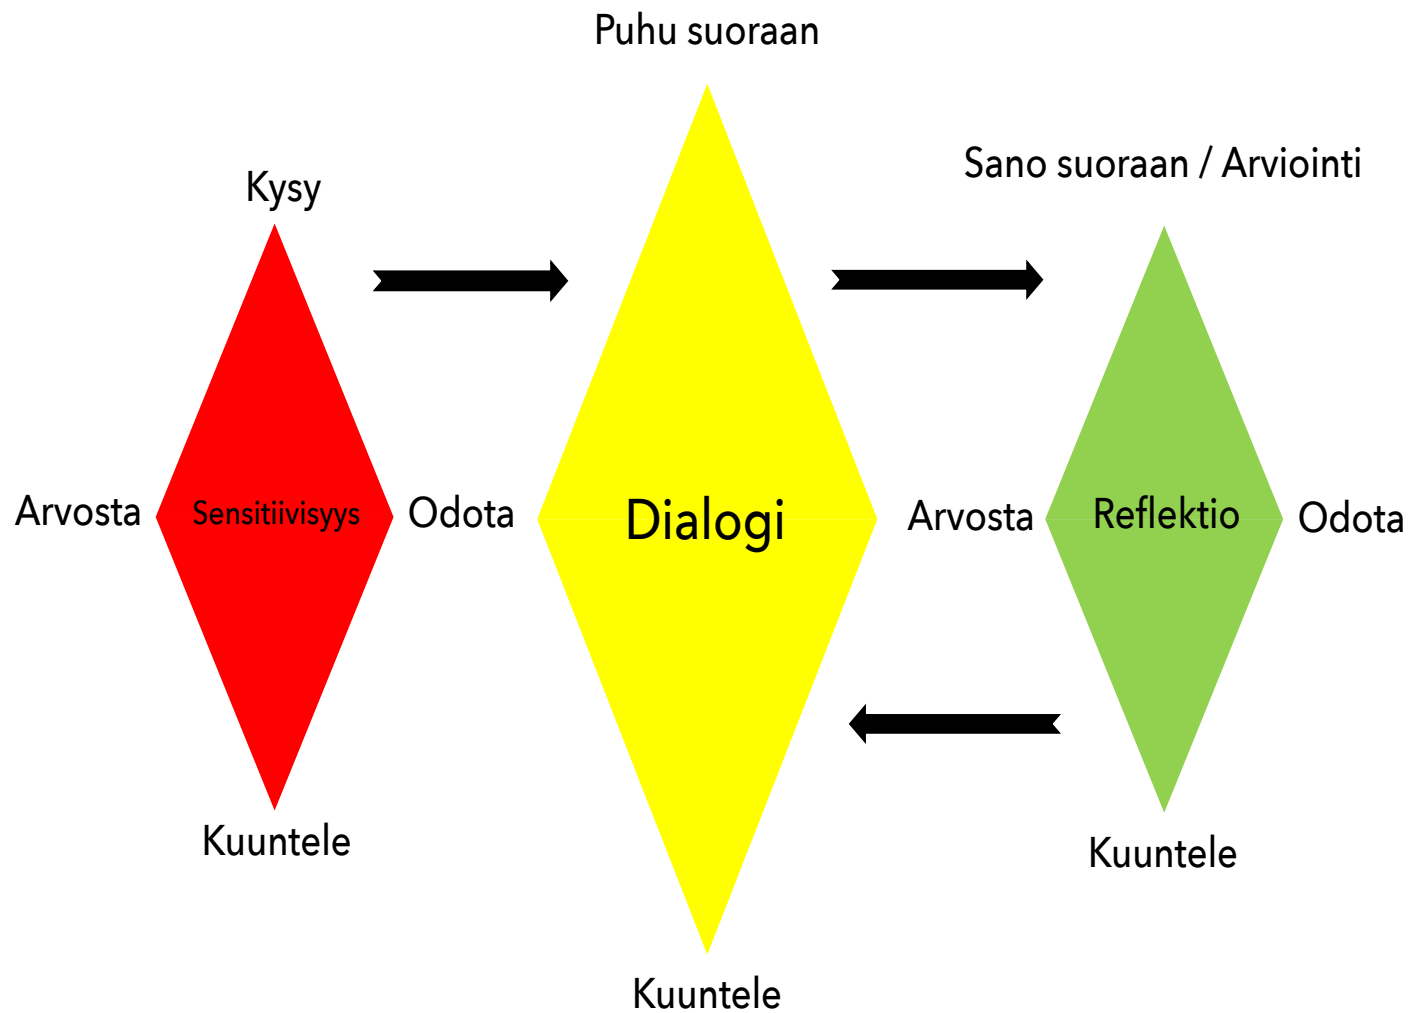 Puhu suoraan
Sano suoraan / Arviointi
Kysy
Arvosta
Sensitiivisyys
Odota
Dialogi
Arvosta
Reflektio
Odota
Kuuntele
Kuuntele
Kuuntele